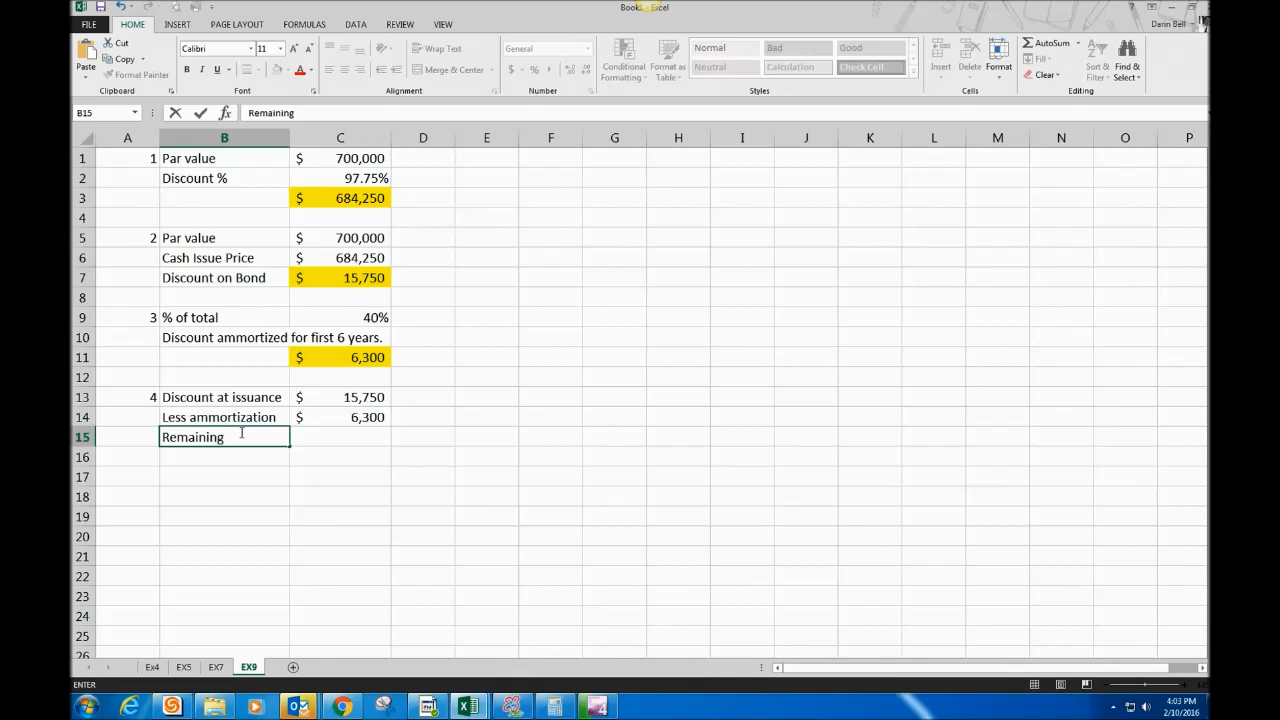 Book1 - Excel
?
FILE HOME INSERT PAGE LAYOUT FORMULAS DATA REVIEW VIEW Darin Bell
Paste Cut Copy Format Painter Clipboard
Calibri 11 B I U A Font
Wrap Text Merge & Center Alignment
General $ % , Number
Conditional Formatting Format as Table
Normal Bad Good
Neutral Calculation Check Cell
Styles
Insert Delete Format Cells
AutoSum Fill Clear Sort & Filter Find & Select Editing
B15 fx Remaining
A B C D E F G H I J K L M N O P
1 1 Par value $ 700,000
2 Discount % 97.75%
3 $ 684,250
4
5 2 Par value $ 700,000
6 Cash Issue Price $ 684,250
7 Discount on Bond $ 15,750
8
9 3 % of total 40%
10 Discount ammortized for first 6 years.
11 $ 6,300
12
13 4 Discount at issuance $ 15,750
14 Less ammortization $ 6,300
15 Remaining
16
17
18
19
20
21
22
23
24
25
26
Ex4 EX5 EX7 EX9
ENTER
4:03 PM
2/10/2016